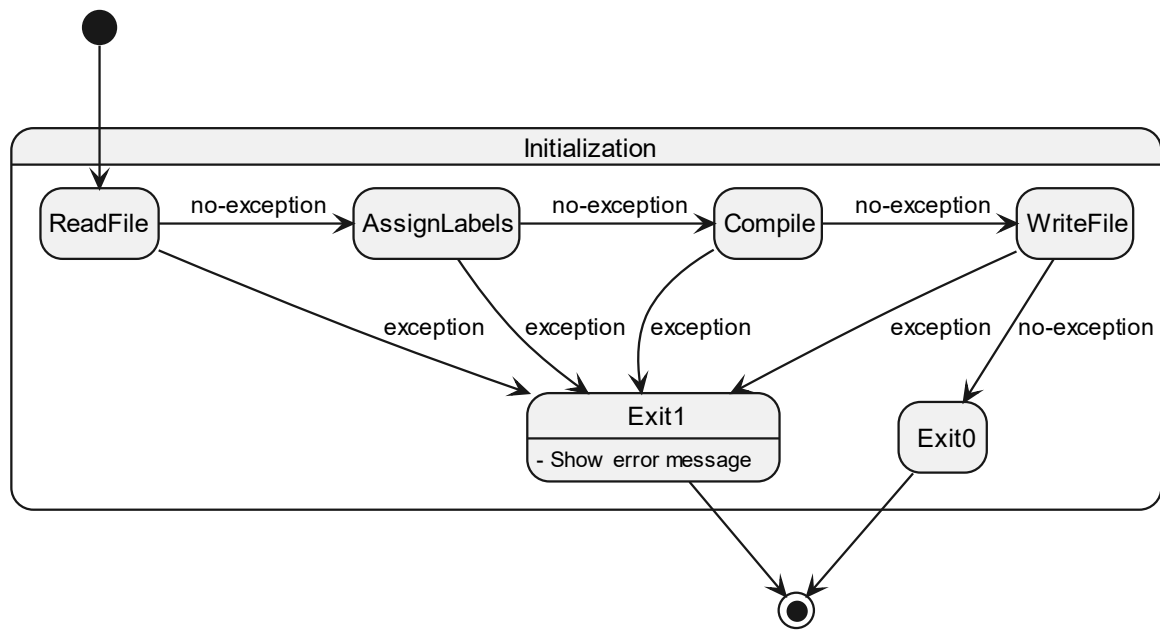 Initialization
ReadFile
no-exception
AssignLabels
no-exception
Compile
no-exception
WriteFile
exception
exception
exception
exception
no-exception
Exit1
- Show error message
Exit0